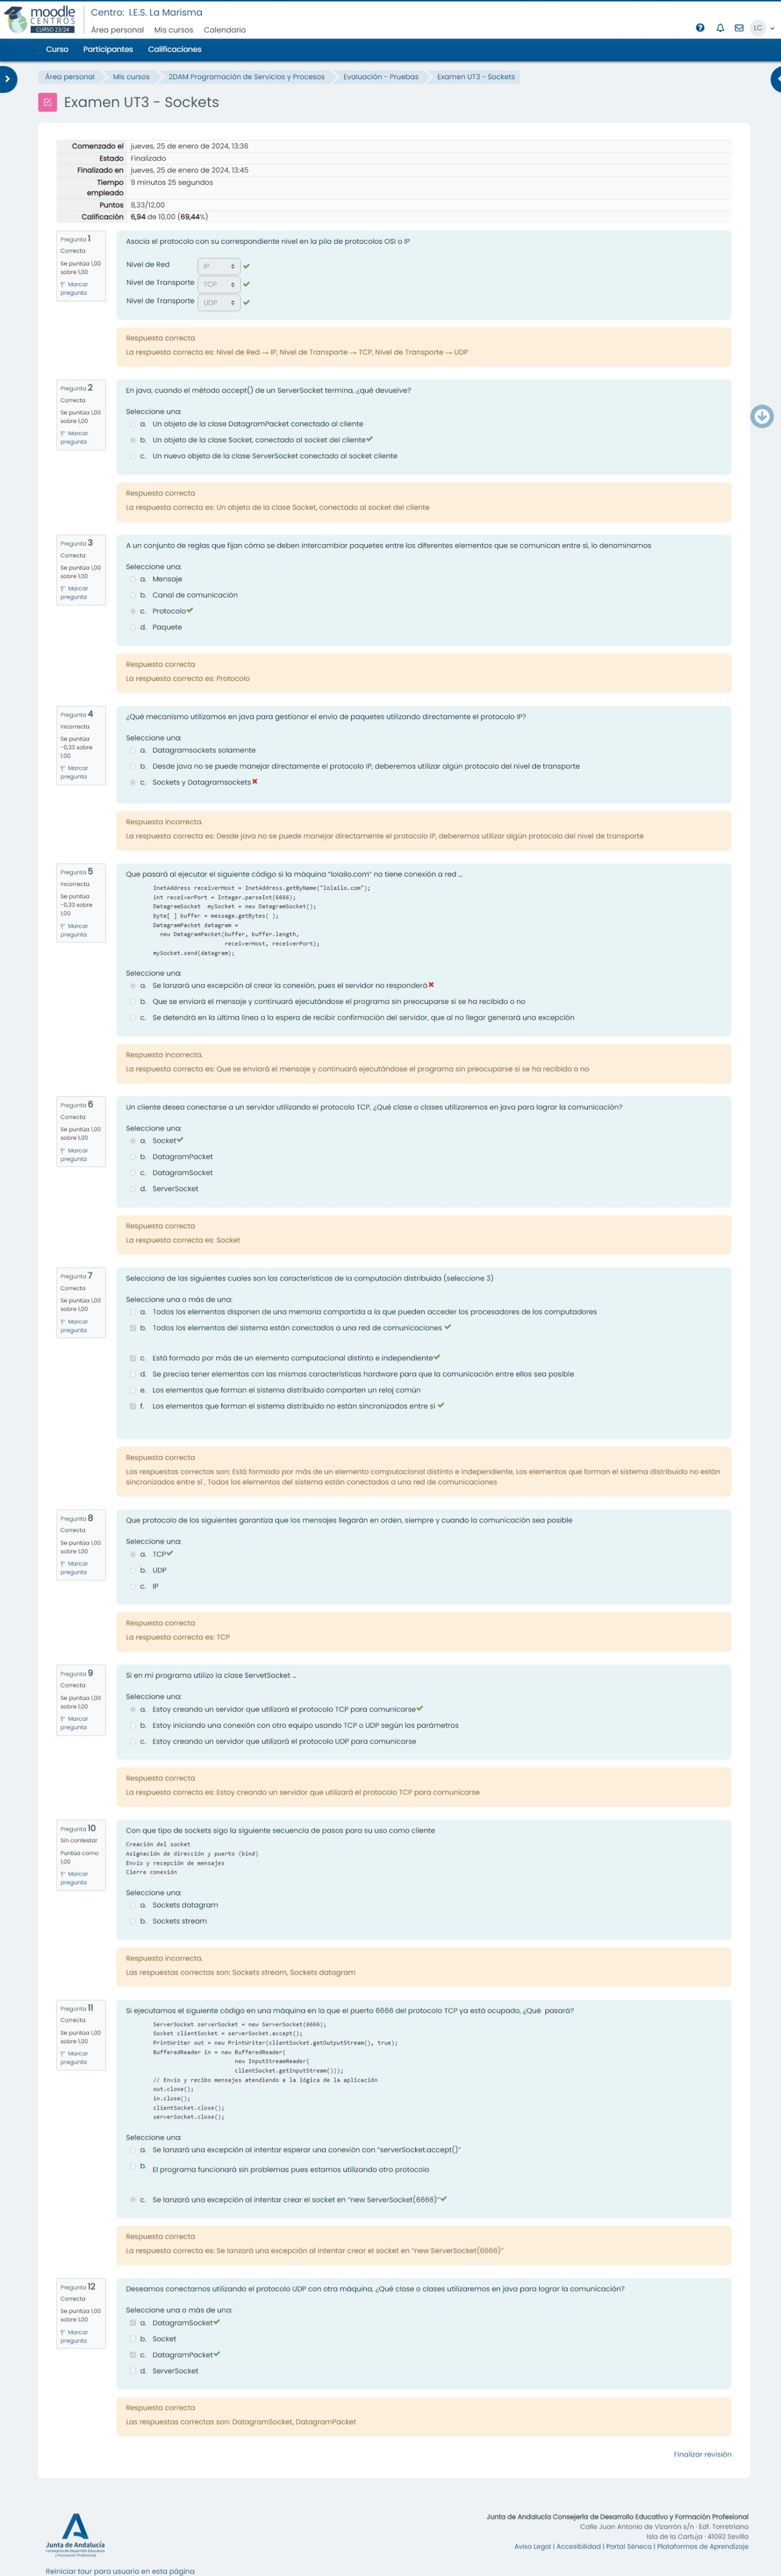 moodle
CENTROS
CURSO 23/24
Centro: I.E.S. La Marisma
Área personal Mis cursos Calendario
LC
Curso Participantes Calificaciones
Área personal Mis cursos 2DAM Programación de Servicios y Procesos Evaluación - Pruebas Examen UT3 - Sockets
Examen UT3 - Sockets
Comenzado el jueves, 25 de enero de 2024, 13:36
Estado Finalizado
Finalizado en jueves, 25 de enero de 2024, 13:45
Tiempo empleado 9 minutos 25 segundos
Puntos 8,33/12,00
Calificación 6,94 de 10,00 (69,44%)
Pregunta 1
Correcta
Se puntúa 1,00
sobre 1,00
Marcar
pregunta
Asocia el protocolo con su correspondiente nivel en la pila de protocolos OSI o IP
Nivel de Red IP
Nivel de Transporte TCP
Nivel de Transporte UDP
Respuesta correcta
La respuesta correcta es: Nivel de Red → IP, Nivel de Transporte → TCP, Nivel de Transporte → UDP
Pregunta 2
Correcta
Se puntúa 1,00
sobre 1,00
Marcar
pregunta
En java, cuando el método accept() de un ServerSocket termina, ¿qué devuelve?
Seleccione una:
a. Un objeto de la clase DatagramPacket conectado al cliente
b. Un objeto de la clase Socket, conectado al socket del cliente
c. Un nuevo objeto de la clase ServerSocket conectado al socket cliente
Respuesta correcta
La respuesta correcta es: Un objeto de la clase Socket, conectado al socket del cliente
Pregunta 3
Correcta
Se puntúa 1,00
sobre 1,00
Marcar
pregunta
A un conjunto de reglas que fijan cómo se deben intercambiar paquetes entre los diferentes elementos que se comunican entre si, lo denominamos
Seleccione una:
a. Mensaje
b. Canal de comunicación
c. Protocolo
d. Paquete
Respuesta correcta
La respuesta correcta es: Protocolo
Pregunta 4
Incorrecta
Se puntúa
-0,33 sobre
1,00
Marcar
pregunta
¿Qué mecanismo utilizamos en java para gestionar el envío de paquetes utilizando directamente el protocolo IP?
Seleccione una:
a. Datagramsockets solamente
b. Desde java no se puede manejar directamente el protocolo IP, deberemos utilizar algún protocolo del nivel de transporte
c. Sockets y Datagramsockets
Respuesta incorrecta.
La respuesta correcta es: Desde java no se puede manejar directamente el protocolo IP, deberemos utilizar algún protocolo del nivel de transporte
Pregunta 5
Incorrecta
Se puntúa
-0,33 sobre
1,00
Marcar
pregunta
Que pasará al ejecutar el siguiente código si la máquina "lolailo.com" no tiene conexión a red ...
InetAddress receiverHost = InetAddress.getByName("lolailo.com");
int receiverPort = Integer.parseInt(6666);
DatagramSocket mySocket = new DatagramSocket();
byte[ ] buffer = message.getBytes( );
DatagramPacket datagram =
new DatagramPacket(buffer, buffer.length,
receiverHost, receiverPort);
mySocket.send(datagram);
Seleccione una:
a. Se lanzará una excepción al crear la conexión, pues el servidor no responderá
b. Que se enviará el mensaje y continuará ejecutándose el programa sin preocuparse si se ha recibido o no
c. Se detendrá en la última línea a la espera de recibir confirmación del servidor, que al no llegar generará una excepción
Respuesta incorrecta.
La respuesta correcta es: Que se enviará el mensaje y continuará ejecutándose el programa sin preocuparse si se ha recibido o no
Pregunta 6
Correcta
Se puntúa 1,00
sobre 1,00
Marcar
pregunta
Un cliente desea conectarse a un servidor utilizando el protocolo TCP, ¿Qué clase o clases utilizaremos en java para lograr la comunicación?
Seleccione una:
a. Socket
b. DatagramPacket
c. DatagramSocket
d. ServerSocket
Respuesta correcta
La respuesta correcta es: Socket
Pregunta 7
Correcta
Se puntúa 1,00
sobre 1,00
Marcar
pregunta
Selecciona de las siguientes cuales son las características de la computación distribuida (seleccione 3)
Seleccione una o más de una:
a. Todos los elementos disponen de una memoria compartida a la que pueden acceder los procesadores de los computadores
b. Todos los elementos del sistema están conectados a una red de comunicaciones
c. Está formado por más de un elemento computacional distinto e independiente
d. Se precisa tener elementos con las mismas características hardware para que la comunicación entre ellos sea posible
e. Los elementos que forman el sistema distribuido comparten un reloj común
f. Los elementos que forman el sistema distribuido no están sincronizados entre sí
Respuesta correcta
Las respuestas correctas son: Está formado por más de un elemento computacional distinto e independiente, Los elementos que forman el sistema distribuido no están
sincronizados entre sí , Todos los elementos del sistema están conectados a una red de comunicaciones
Pregunta 8
Correcta
Se puntúa 1,00
sobre 1,00
Marcar
pregunta
Que protocolo de los siguientes garantiza que los mensajes llegarán en orden, siempre y cuando la comunicación sea posible
Seleccione una:
a. TCP
b. UDP
c. IP
Respuesta correcta
La respuesta correcta es: TCP
Pregunta 9
Correcta
Se puntúa 1,00
sobre 1,00
Marcar
pregunta
Si en mi programa utilizo la clase ServetSocket ...
Seleccione una:
a. Estoy creando un servidor que utilizará el protocolo TCP para comunicarse
b. Estoy iniciando una conexión con otro equipo usando TCP o UDP según los parámetros
c. Estoy creando un servidor que utilizará el protocolo UDP para comunicarse
Respuesta correcta
La respuesta correcta es: Estoy creando un servidor que utilizará el protocolo TCP para comunicarse
Pregunta 10
Sin contestar
Puntúa como
1,00
Marcar
pregunta
Con que tipo de sockets sigo la siguiente secuencia de pasos para su uso como cliente
Creación del socket
Asignación de dirección y puerto (bind)
Envío y recepción de mensajes
Cierre conexión
Seleccione una:
a. Sockets datagram
b. Sockets stream
Respuesta incorrecta.
Las respuestas correctas son: Sockets stream, Sockets datagram
Pregunta 11
Correcta
Se puntúa 1,00
sobre 1,00
Marcar
pregunta
Si ejecutamos el siguiente código en una máquina en la que el puerto 6666 del protocolo TCP ya está ocupado, ¿Qué pasará?
ServerSocket serverSocket = new ServerSocket(6666);
Socket clientSocket = serverSocket.accept();
PrintWriter out = new PrintWriter(clientSocket.getOutputStream(), true);
BufferedReader in + new BufferedReader(
new InputStreamReader(
clientSocket.getInputStream()));
// Envío y recibo mensajes atendiendo a la lógica de la aplicación
out.close();
in.close();
clientSocket.close();
serverSocket.close();
Seleccione una:
a. Se lanzará una excepción al intentar esperar una conexión con "serverSocket.accept()"
b. El programa funcionará sin problemas pues estamos utilizando otro protocolo
c. Se lanzará una excepción al intentar crear el socket en "new ServerSocket(6666)"
Respuesta correcta
La respuesta correcta es: Se lanzará una excepción al intentar crear el socket en "new ServerSocket(6666)"
Pregunta 12
Correcta
Se puntúa 1,00
sobre 1,00
Marcar
pregunta
Deseamos conectarnos utilizando el protocolo UDP con otra máquina, ¿Qué clase o clases utilizaremos en java para lograr la comunicación?
Seleccione una o más de una:
a. DatagramSocket
b. Socket
c. DatagramPacket
d. ServerSocket
Respuesta correcta
Las respuestas correctas son: DatagramSocket, DatagramPacket
Finalizar revisión
Junta de Andalucía
Consejería de Desarrollo Educativo
y Formación Profesional
Junta de Andalucía Consejería de Desarrollo Educativo y Formación Profesional
Calle Juan Antonio de Vizarrón s/n · Edf. Torretriana
Isla de la Cartuja · 41092 Sevilla
Aviso Legal | Accesibilidad | Portal Séneca | Plataformas de Aprendizaje
Reiniciar tour para usuario en esta página